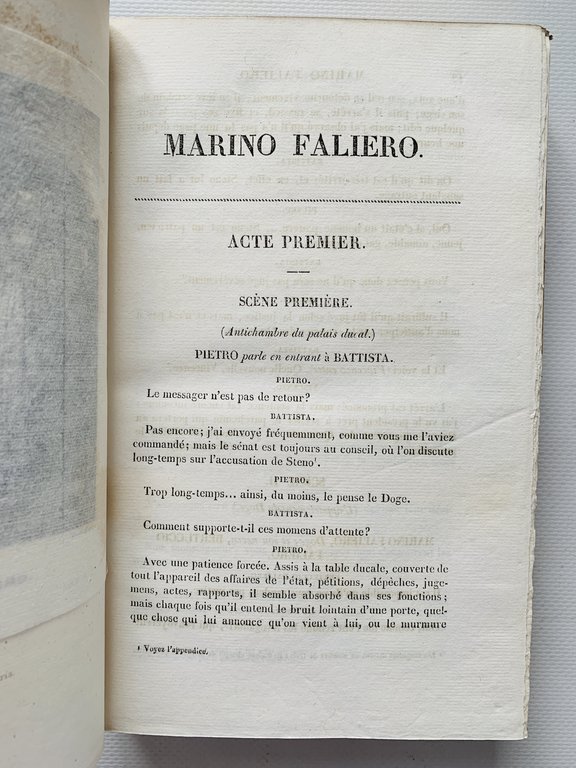 MARINO FALIERO.
ACTE PREMIER.
SCÈNE PREMIÈRE.
(Antichambre du palais ducal.)
PIETRO parle en entrant à BATTISTA.
PIETRO.
Le messager n'est pas de retour?
BATTISTA.
Pas encore; j'ai envoyé fréquemment, comme vous me l'aviez
commandé; mais le sénat est toujours au conseil, où l'on discute
long-temps sur l'accusation de Steno¹.
PIETRO.
Trop long-temps... ainsi, du moins, le pense le Doge.
BATTISTA.
Comment supporte-t-il ces momens d'attente?
PIETRO.
Avec une patience forcée. Assis à la table ducale, couverte de
tout l'appareil des affaires de l'état, pétitions, dépêches, juge-
mens, actes, rapports, il semble absorbé dans ses fonctions;
mais chaque fois qu'il entend le bruit lointain d'une porte, quel-
que chose qui lui annonce qu'on vient à lui, ou le murmure
1 Voyez l'appendice.